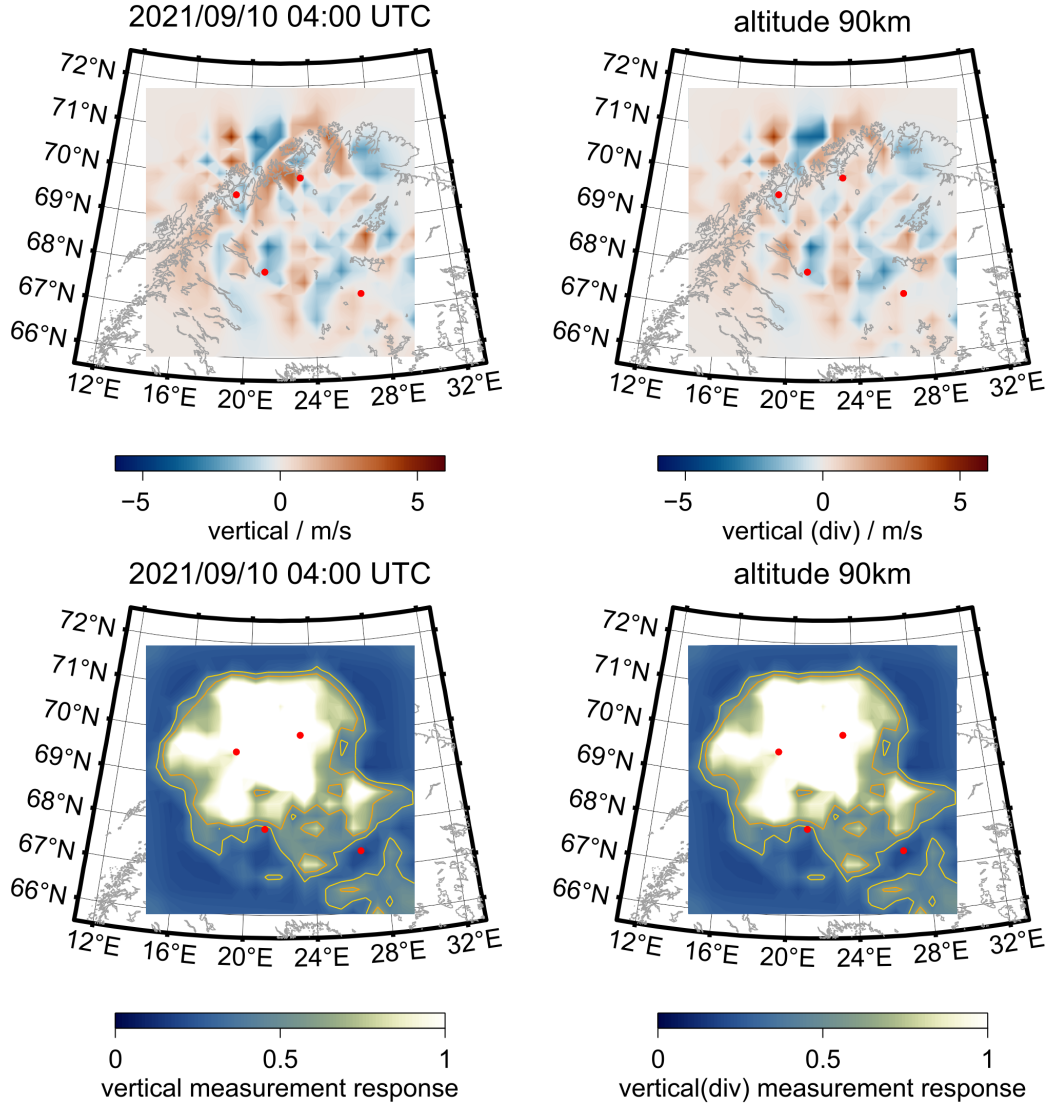 2021/09/10 04:00 UTC
altitude 90km
72°N
71°N
70°N
69°N
68°N
67°N
66°N
12°E
16°E
20°E
24°E
28°E
32°E
72°N
71°N
70°N
69°N
68°N
67°N
66°N
12°E
16°E
20°E
24°E
28°E
32°E
−5 0 5
vertical / m/s
−5 0 5
vertical (div) / m/s
2021/09/10 04:00 UTC
altitude 90km
72°N
71°N
70°N
69°N
68°N
67°N
66°N
12°E
16°E
20°E
24°E
28°E
32°E
72°N
71°N
70°N
69°N
68°N
67°N
66°N
12°E
16°E
20°E
24°E
28°E
32°E
0 0.5 1
vertical measurement response
0 0.5 1
vertical(div) measurement response